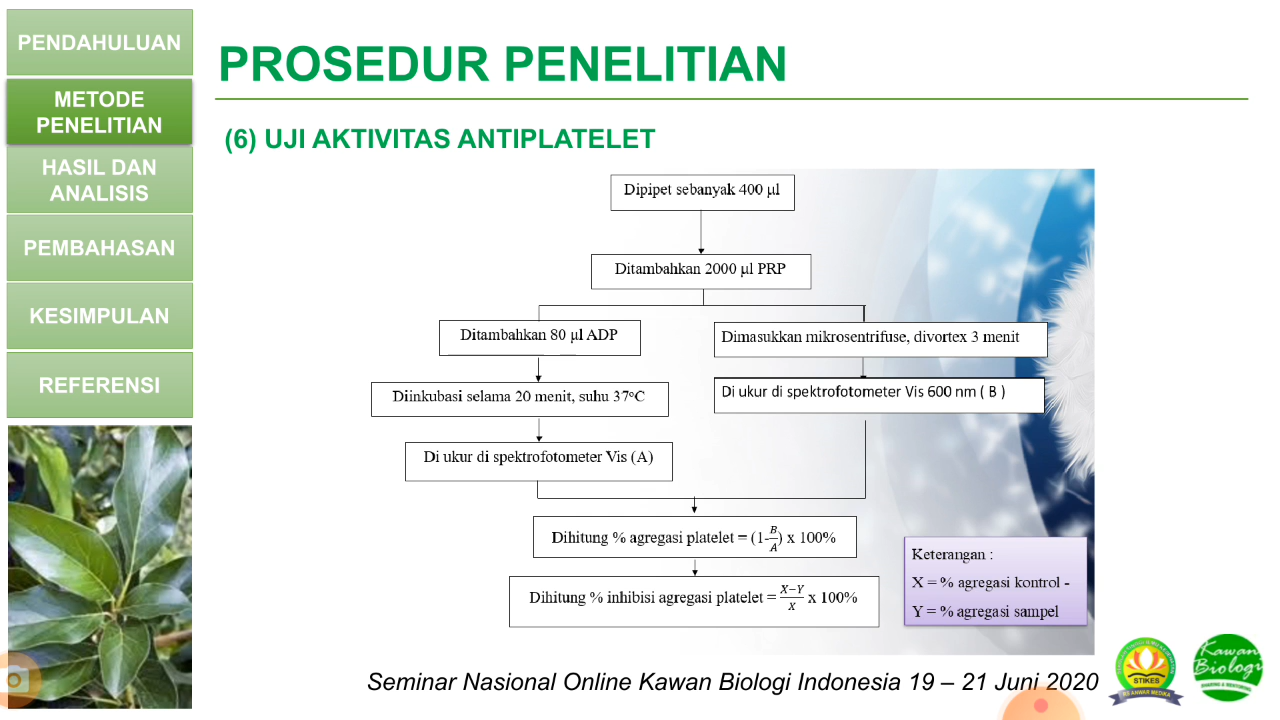 PENDAHULUAN
METODE
PENELITIAN
HASIL DAN
ANALISIS
PEMBAHASAN
KESIMPULAN
REFERENSI
PROSEDUR PENELITIAN
(6) UJI AKTIVITAS ANTIPLATELET
Dipipet sebanyak 400 µl
Ditambahkan 2000 µl PRP
Ditambahkan 80 µl ADP
Dimasukkan mikrosentrifuse, divortex 3 menit
Diinkubasi selama 20 menit, suhu 37°C
Di ukur di spektrofotometer Vis 600 nm ( B )
Di ukur di spektrofotometer Vis (A)
Dihitung % agregasi platelet = (1-B/A) x 100%
Dihitung % inhibisi agregasi platelet = X−Y/X x 100%
Keterangan :
X = % agregasi kontrol -
Y = % agregasi sampel
Seminar Nasional Online Kawan Biologi Indonesia 19 – 21 Juni 2020
STIKES
RS ANWAR MEDIKA
Kawan
Biologi